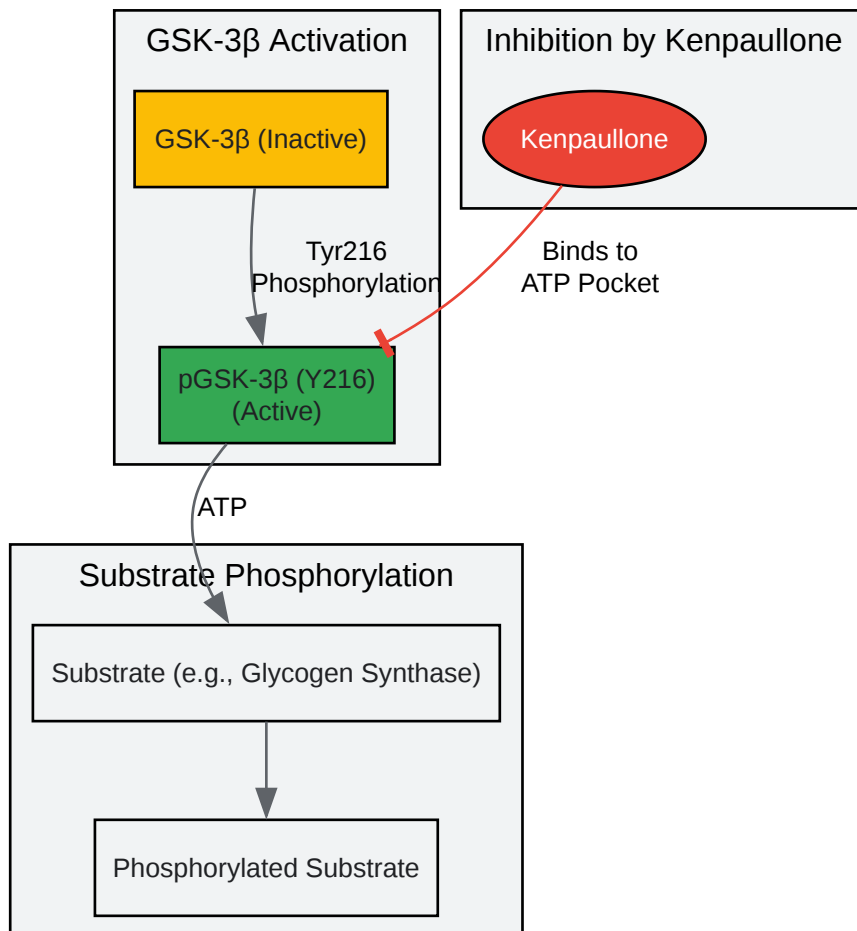 GSK-3β Activation
Inhibition by Kenpaullone
GSK-3β (Inactive)
Kenpaullone
Tyr216
Phosphorylation
Binds to
ATP Pocket
pGSK-3β (Y216)
(Active)
ATP
Substrate Phosphorylation
Substrate (e.g., Glycogen Synthase)
Phosphorylated Substrate